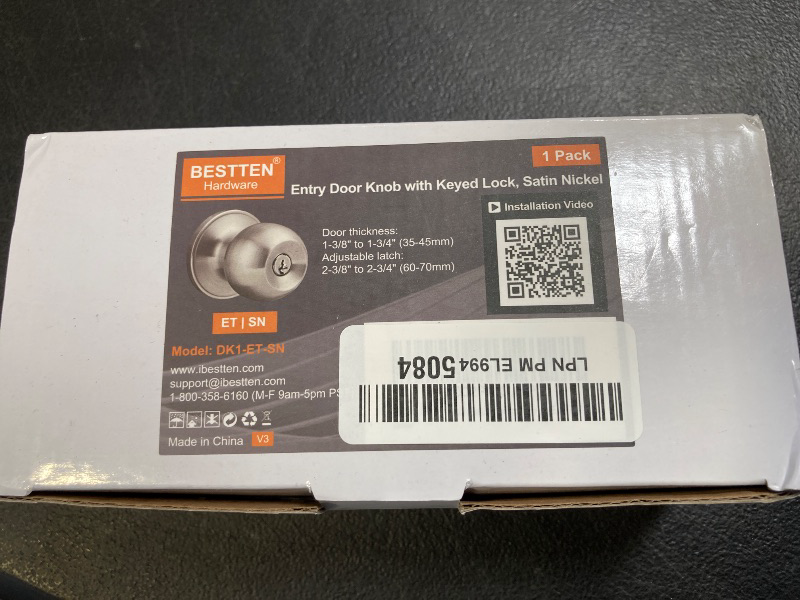 BESTTEN®
Hardware
1 Pack
Entry Door Knob with Keyed Lock, Satin Nickel
Installation Video
Door thickness:
1-3/8" to 1-3/4" (35-45mm)
Adjustable latch:
2-3/8" to 2-3/4" (60-70mm)
ET | SN
Model: DK1-ET-SN
www.ibestten.com
support@ibestten.com
1-800-358-6160 (M-F 9am-5pm PS
Made in China V3
LPN PM EL9945084